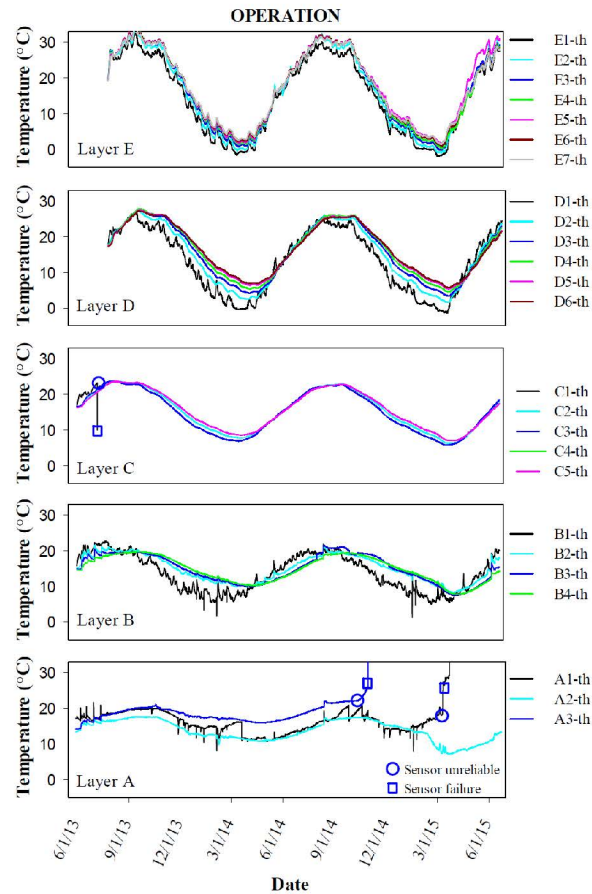 OPERATION
Temperature (°C)
30
20
10
0
Layer E
E1-th
E2-th
E3-th
E4-th
E5-th
E6-th
E7-th
Temperature (°C)
30
20
10
0
Layer D
D1-th
D2-th
D3-th
D4-th
D5-th
D6-th
Temperature (°C)
30
20
10
0
Layer C
C1-th
C2-th
C3-th
C4-th
C5-th
Temperature (°C)
30
20
10
0
Layer B
B1-th
B2-th
B3-th
B4-th
Temperature (°C)
30
20
10
0
Layer A
Sensor unreliable
Sensor failure
A1-th
A2-th
A3-th
6/1/13
9/1/13
12/1/13
3/1/14
6/1/14
9/1/14
12/1/14
3/1/15
6/1/15
Date